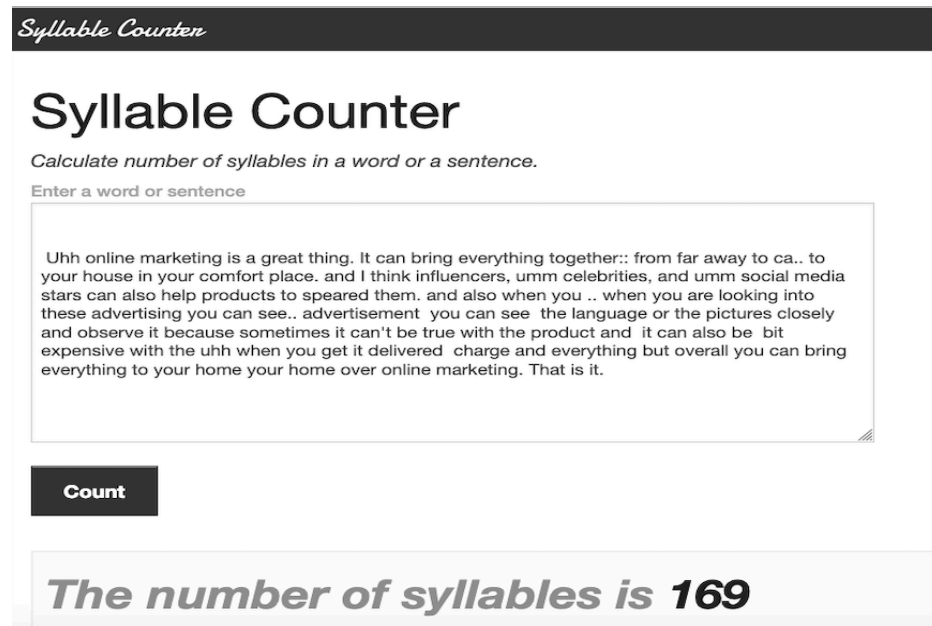 Syllable Counter
Syllable Counter
Calculate number of syllables in a word or a sentence.
Enter a word or sentence
Uhh online marketing is a great thing. It can bring everything together:: from far away to ca.. to
your house in your comfort place. and I think influencers, umm celebrities, and umm social media
stars can also help products to speared them. and also when you .. when you are looking into
these advertising you can see.. advertisement you can see the language or the pictures closely
and observe it because sometimes it can't be true with the product and it can also be bit
expensive with the uhh when you get it delivered charge and everything but overall you can bring
everything to your home your home over online marketing. That is it.
Count
The number of syllables is 169